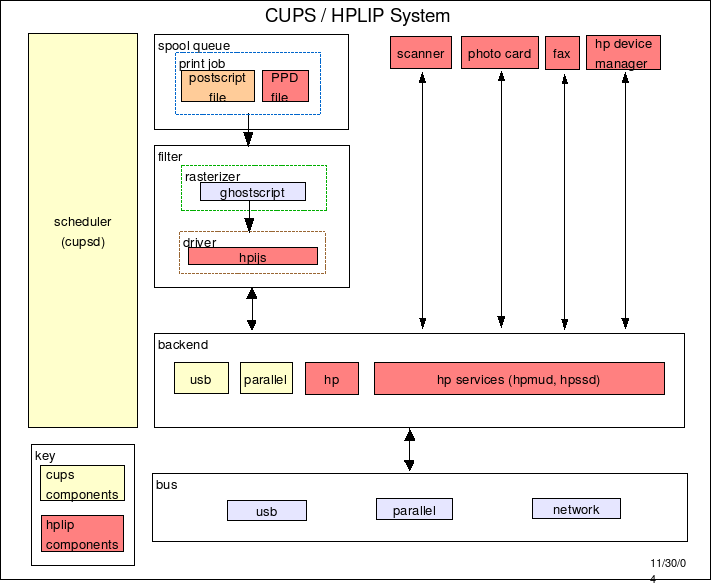 CUPS / HPLIP System
scheduler
(cupsd)
spool queue
print job
postscript
file
PPD
file
filter
rasterizer
ghostscript
driver
hpijs
scanner
photo card
fax
hp device
manager
backend
usb
parallel
hp
hp services (hpmud, hpssd)
key
cups
components
hplip
components
bus
usb
parallel
network
11/30/0
4